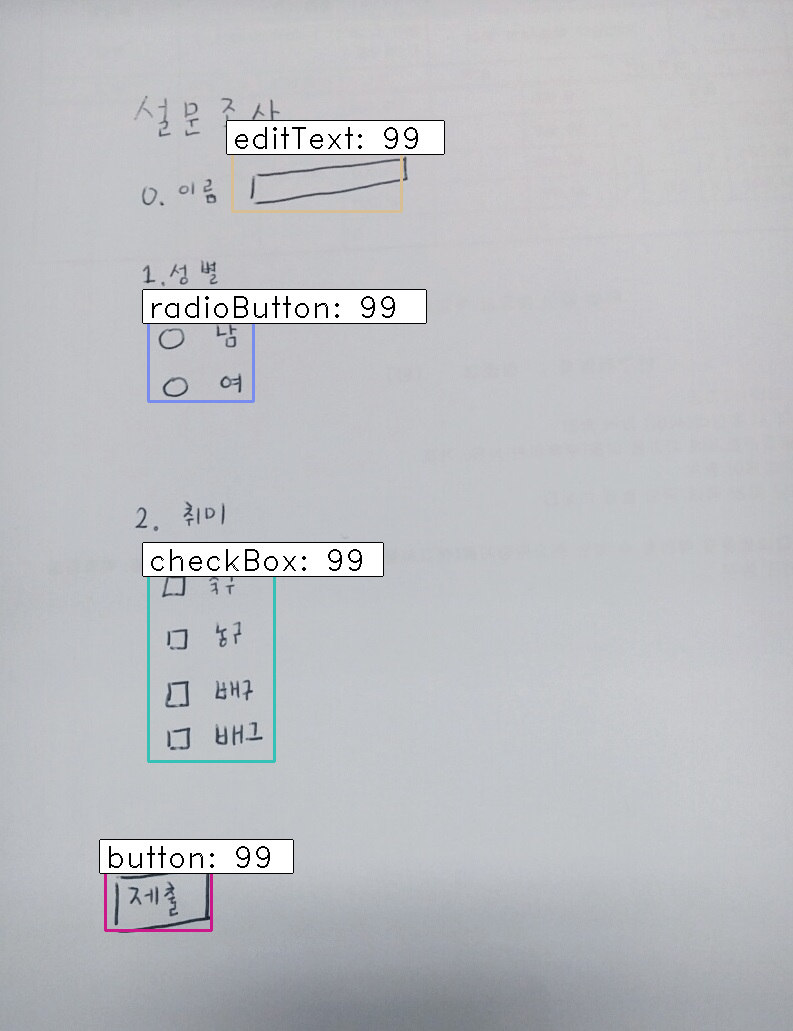 설문조사
editText: 99
0. 이름
1. 성별
radioButton: 99
남
여
2. 취미
checkBox: 99
축구
농구
배구
배그
button: 99
제출